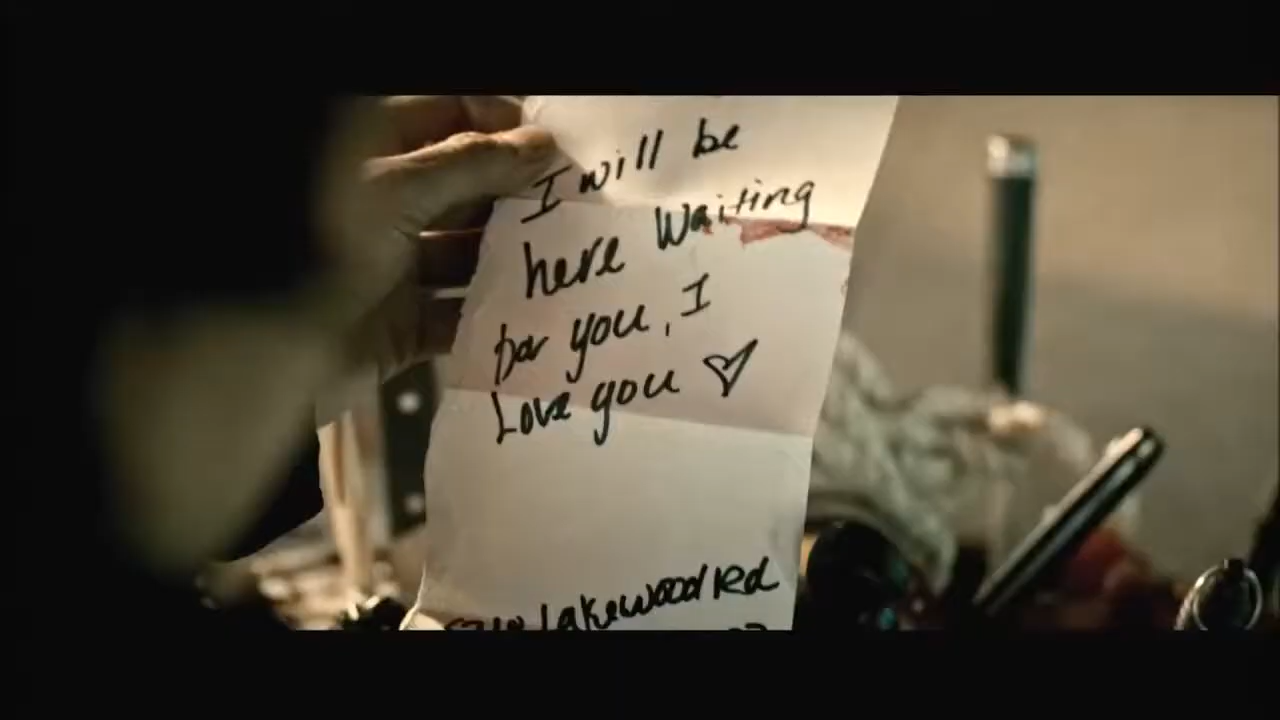 I will be
here Waiting
for you, I
Love you
Lakewood Rd